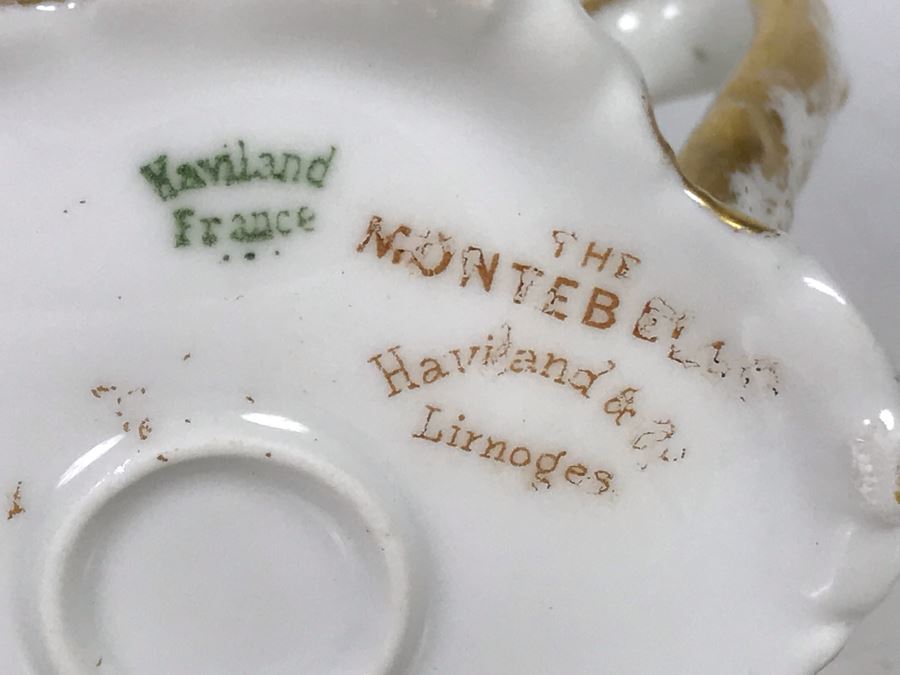 Haviland
France
THE
MONTEBELLO
Haviland & Co
Limoges